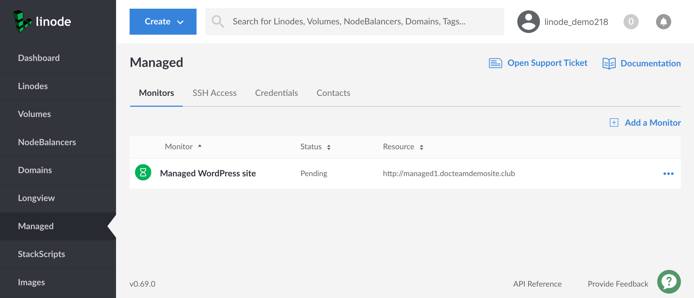 linode
Create
Search for Linodes, Volumes, NodeBalancers, Domains, Tags...
linode_demo218
0
Dashboard
Linodes
Volumes
NodeBalancers
Domains
Longview
Managed
StackScripts
Images
Managed
Open Support Ticket
Documentation
Monitors SSH Access Credentials Contacts
Add a Monitor
Monitor Status Resource
Managed WordPress site Pending http://managed1.docteamdemosite.club
v0.69.0 API Reference Provide Feedback
?